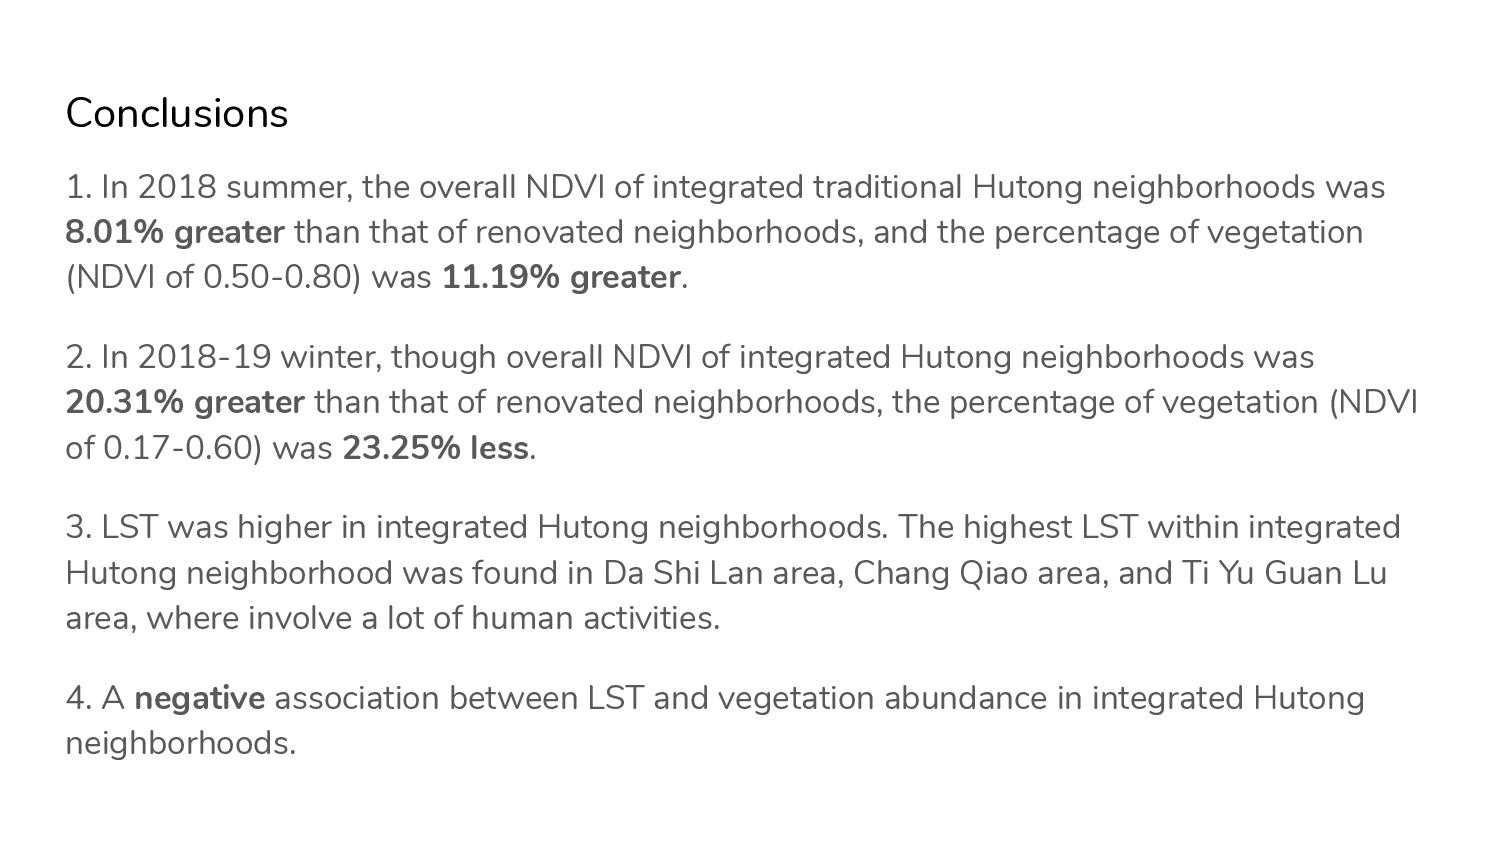 Conclusions
1. In 2018 summer, the overall NDVI of integrated traditional Hutong neighborhoods was
8.01% greater than that of renovated neighborhoods, and the percentage of vegetation
(NDVI of 0.50-0.80) was 11.19% greater.
2. In 2018-19 winter, though overall NDVI of integrated Hutong neighborhoods was
20.31% greater than that of renovated neighborhoods, the percentage of vegetation (NDVI
of 0.17-0.60) was 23.25% less.
3. LST was higher in integrated Hutong neighborhoods. The highest LST within integrated
Hutong neighborhood was found in Da Shi Lan area, Chang Qiao area, and Ti Yu Guan Lu
area, where involve a lot of human activities.
4. A negative association between LST and vegetation abundance in integrated Hutong
neighborhoods.